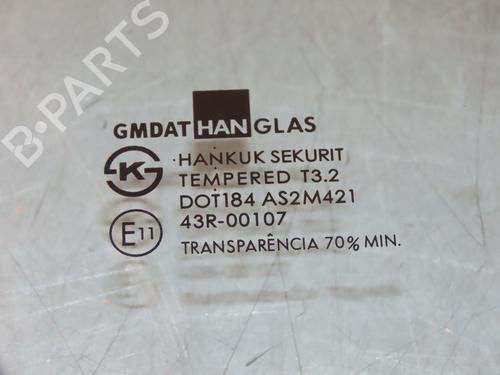 B-PARTS
GMDAT HAN GLAS
K
HANKUK SEKURIT
TEMPERED T3.2
DOT184 AS2M421
E11
43R-00107
TRANSPARÊNCIA 70% MIN.